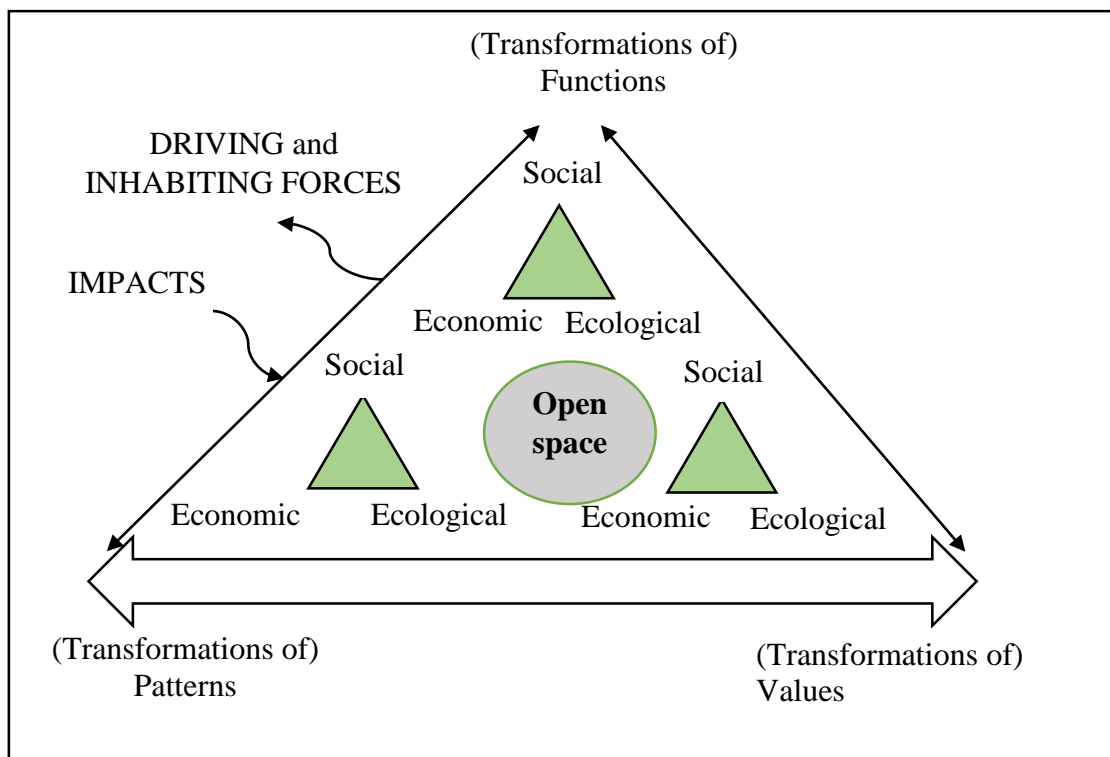 (Transformations of)
Functions
DRIVING and
INHABITING FORCES
Social
IMPACTS
Economic
Ecological
Social
Social
Open
space
Economic
Ecological
Economic
Ecological
(Transformations of)
Patterns
(Transformations of)
Values